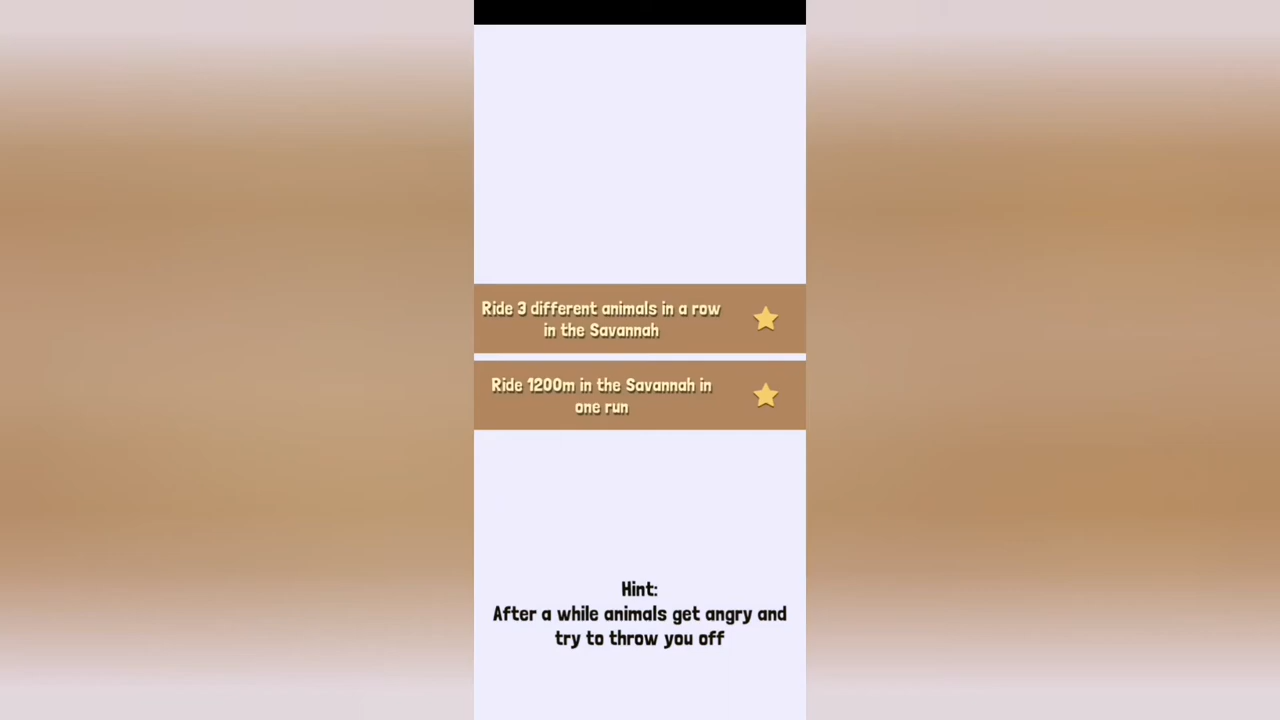 Ride 3 different animals in a row
in the Savannah
Ride 1200m in the Savannah in
one run
Hint:
After a while animals get angry and
try to throw you off